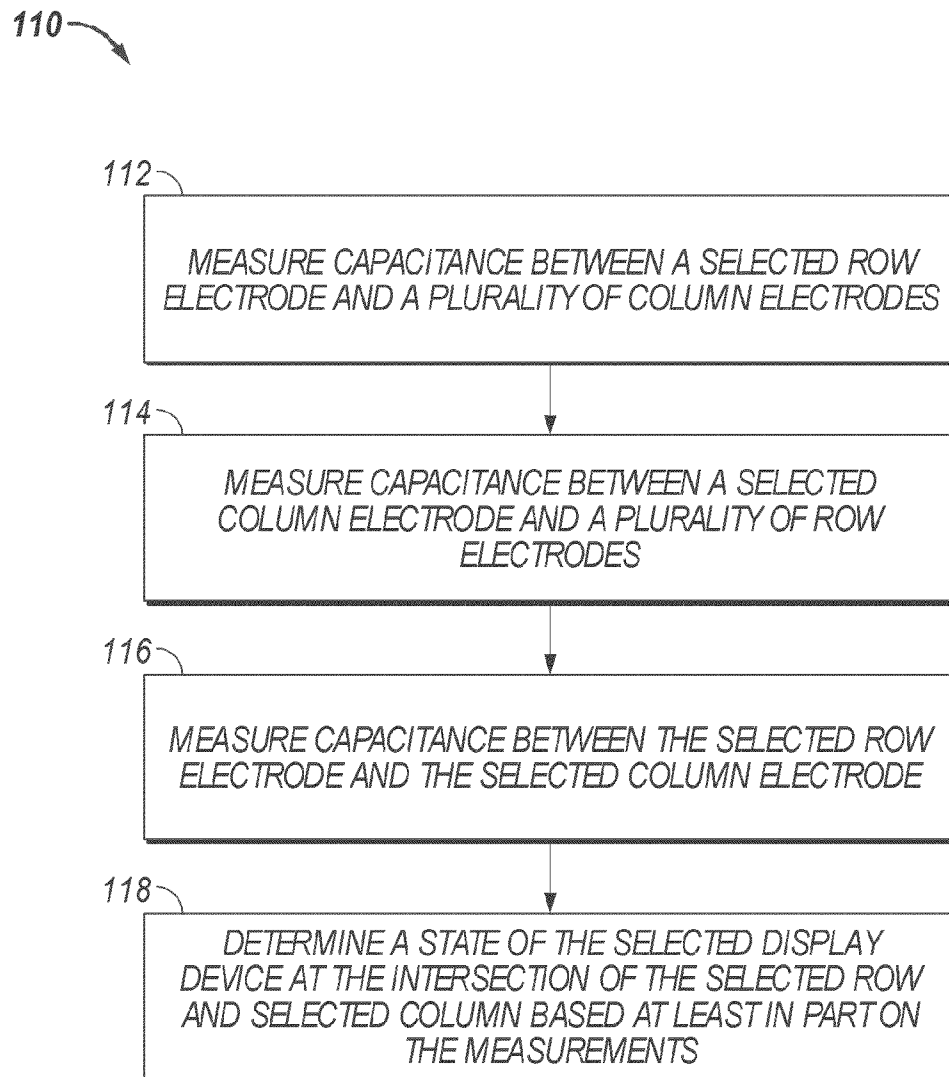 110
112
MEASURE CAPACITANCE BETWEEN A SELECTED ROW
ELECTRODE AND A PLURALITY OF COLUMN ELECTRODES
114
MEASURE CAPACITANCE BETWEEN A SELECTED
COLUMN ELECTRODE AND A PLURALITY OF ROW
ELECTRODES
116
MEASURE CAPACITANCE BETWEEN THE SELECTED ROW
ELECTRODE AND THE SELECTED COLUMN ELECTRODE
118
DETERMINE A STATE OF THE SELECTED DISPLAY
DEVICE AT THE INTERSECTION OF THE SELECTED ROW
AND SELECTED COLUMN BASED AT LEAST IN PART ON
THE MEASUREMENTS